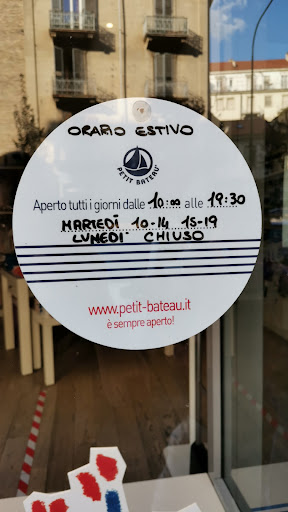 ORARIO ESTIVO
PETIT BATEAU
Aperto tutti i giorni dalle 10:00 alle 19:30
MARTEDÌ 10-14 15-19
LUNEDI' CHIUSO
www.petit-bateau.it
è sempre aperto!